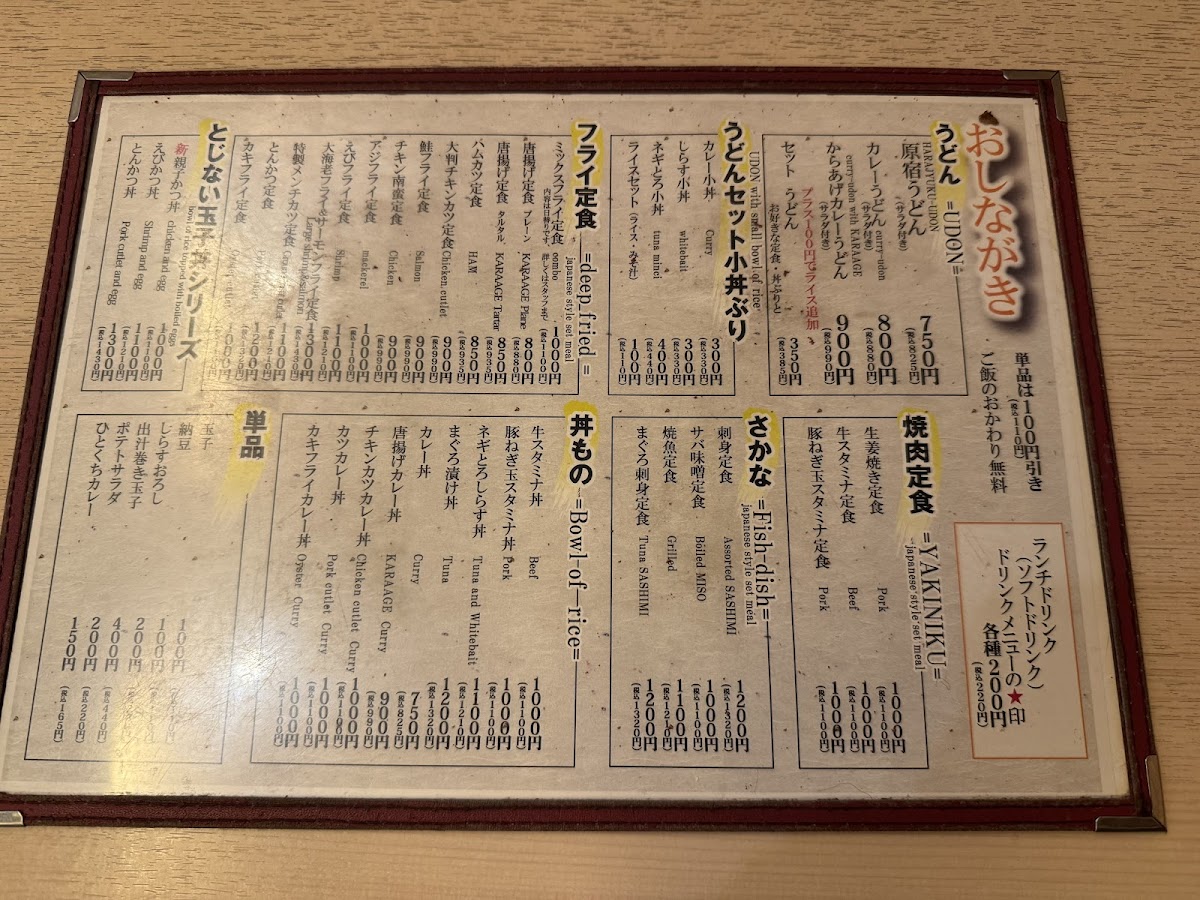 おしながき
単品は100円引き
(税込110円)
ご飯のおかわり無料
ランチドリンク
(ソフトドリンク)
ドリンクメニューの★印
各種200円
(税込220円)
うどん =UDON=
HARAJYUKU-UDON
原宿うどん
(サラダ付き)
750円
(税込825円)
カレーうどん curry-udon
(サラダ付き)
800円
(税込880円)
curry-udon with KARAAGE
からあげカレーうどん
(サラダ付き)
900円
(税込990円)
プラス100円でライス追加
セット うどん
350円
(税込385円)
うどんセット小丼ぶり
UDON with small bowl of rice
カレー小丼 Curry 300円
(税込330円)
しらす小丼 whitebait 300円
ネギとろ小丼 tuna mince 400円
(税込440円)
ライスセット (ライス・みそ汁) 100円
(税込110円)
フライ定食 =deep fried=
japanese style set meal
ミックスフライ定食 combo 1000円
(税込1100円)
唐揚げ定食 プレーン KARAAGE Plane 800円
(税込880円)
唐揚げ定食 タルタル KARAAGE Tartar 850円
(税込935円)
ハムカツ定食 HAM 850円
(税込935円)
大判チキンカツ定食 Chicken cutlet 900円
(税込990円)
鮭フライ定食 Salmon 900円
(税込990円)
チキン南蛮定食 Chicken 900円
(税込990円)
アジフライ定食 1000円
(税込1100円)
えびフライ定食 Shrimp 1100円
(税込1210円)
大海老フライ&サーモンフライ定食 1300円
(税込1430円)
特製メンチカツ定食 1100円
(税込1210円)
とんかつ定食 1200円
カキフライ定食
とじない玉子丼シリーズ
bowl of rice topped with boiled eggs
新 親子かつ丼 chicken and egg 1000円
(税込1100円)
えびかつ丼 Shrimp and egg 1100円
(税込1210円)
とんかつ丼 Pork cutlet and egg 1300円
(税込1430円)
焼肉定食 =YAKINIKU=
japanese style set meal
生姜焼き定食 Pork 1000円
(税込1100円)
牛スタミナ定食 Beef 1000円
(税込1100円)
豚ねぎ玉スタミナ定食 Pork 1000円
(税込1100円)
さかな =Fish dish=
japanese style set meal
刺身定食 Assorted SASHIMI 1200円
(税込1320円)
サバ味噌定食 Boiled MISO 1000円
(税込1100円)
焼魚定食 Grilled 1100円
まぐろ刺身定食 Tuna SASHIMI 1200円
(税込1320円)
丼もの =Bowl of rice=
牛スタミナ丼 Beef 1000円
(税込1100円)
豚ねぎ玉スタミナ丼 Pork 1000円
(税込1100円)
ネギとろしらす丼 Tuna and Whitebait 1100円
(税込1210円)
まぐろ漬け丼 Tuna 1200円
(税込1320円)
カレー丼 Curry 750円
(税込825円)
唐揚げカレー丼 KARAAGE Curry 900円
(税込990円)
チキンカツカレー丼 Chicken cutlet Curry 1000円
(税込1100円)
カツカレー丼 Pork cutlet Curry 1000円
(税込1100円)
カキフライカレー丼 Oyster Curry 1000円
(税込1100円)
単品
玉子 100円
納豆 100円
しらすおろし 200円
出汁巻き玉子 400円
(税込440円)
ポテトサラダ 200円
(税込220円)
ひとくちカレー 150円
(税込165円)